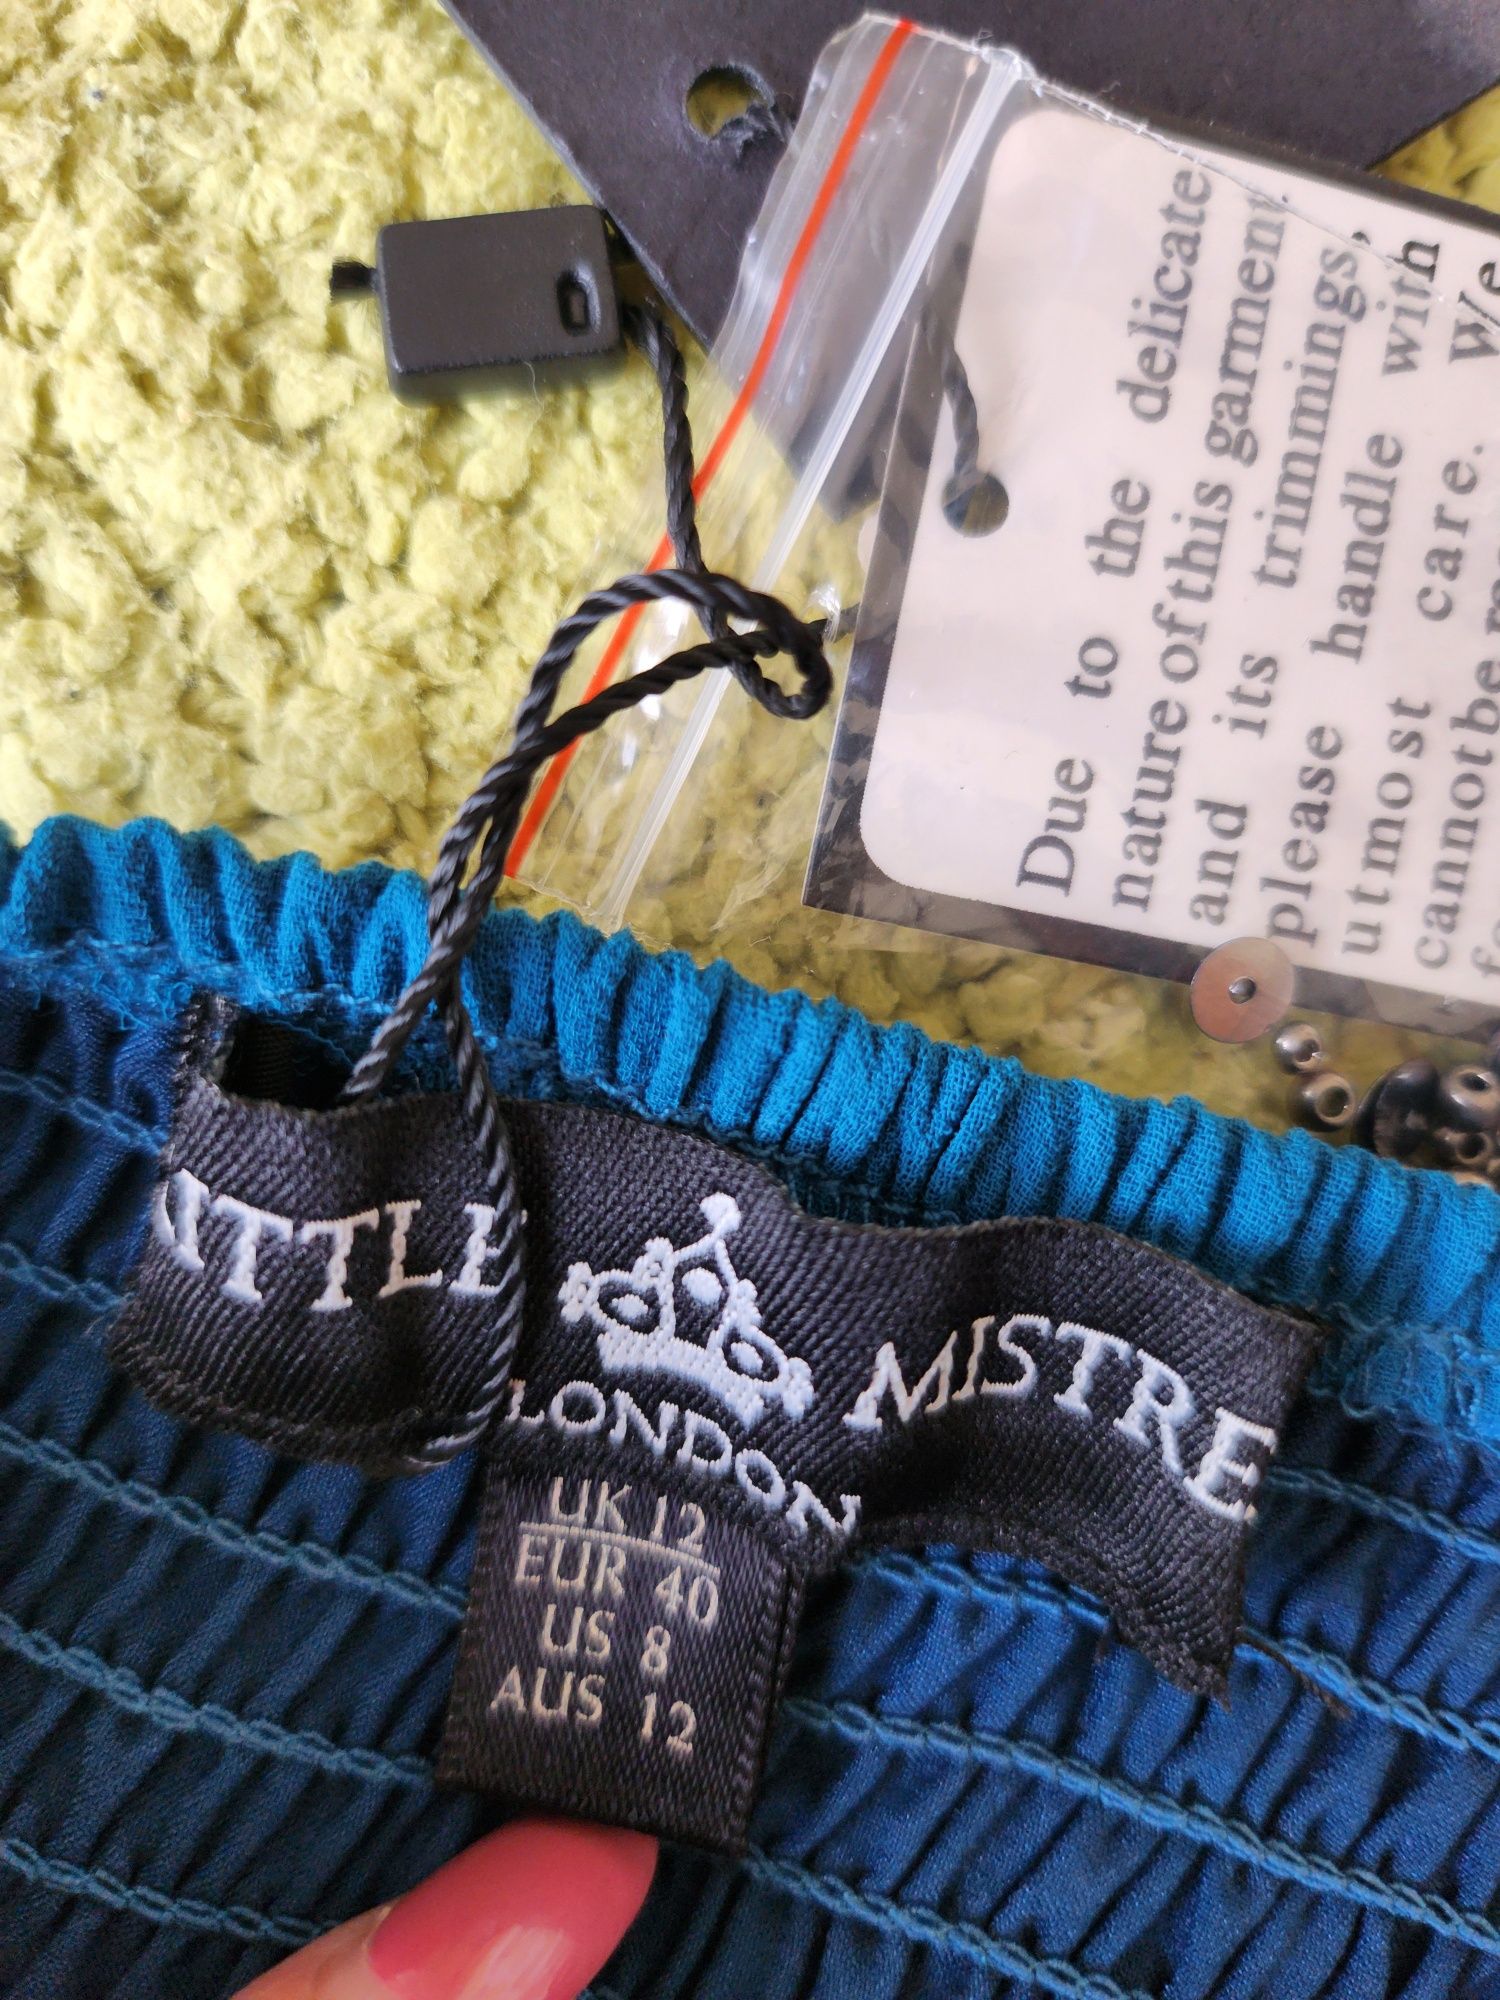 Due to the delicate
nature of this garment
and its trimmings,
please handle with
utmost care. We
cannot be
ITTLE
MISTRE
LONDON
UK 12
EUR 40
US 8
AUS 12